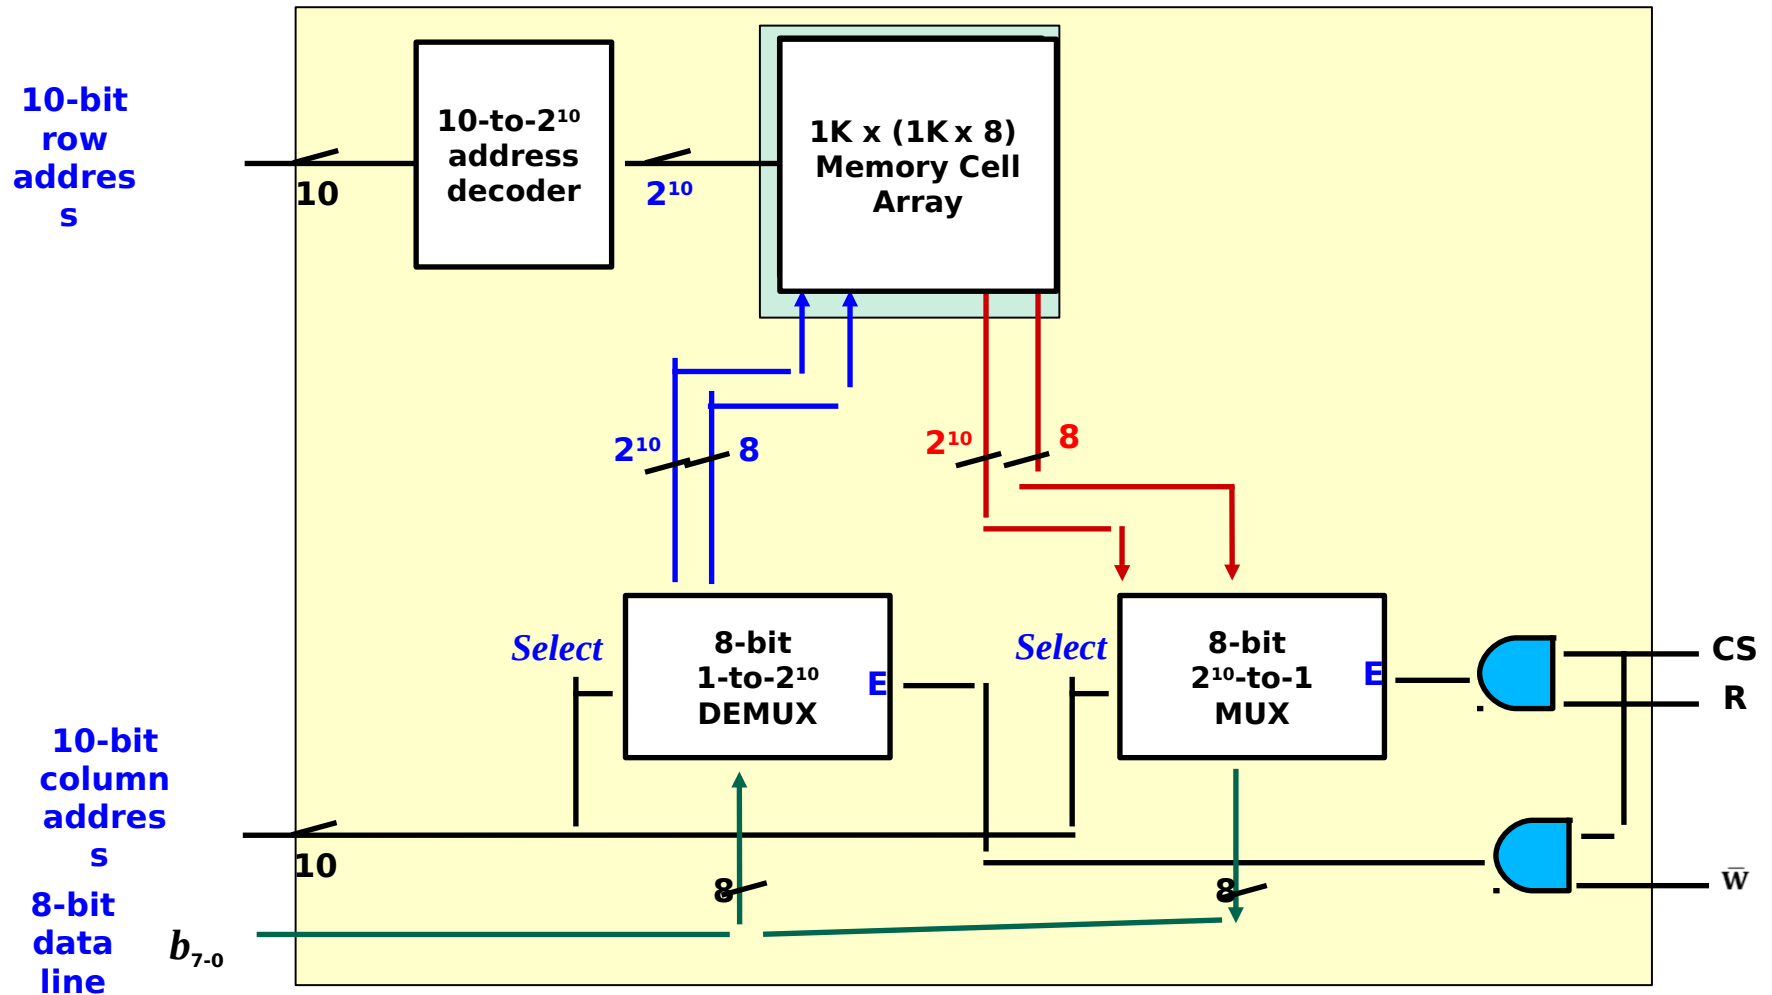 10-bit
row
addres
s
10
10-to-2¹⁰
address
decoder
2¹⁰
1K x (1K x 8)
Memory Cell
Array
2¹⁰
8
2¹⁰
8
Select
8-bit
1-to-2¹⁰
DEMUX
E
Select
8-bit
2¹⁰-to-1
MUX
E
CS
R
10-bit
column
addres
s
10
8
8
W̅
8-bit
data
line
b₇₋₀